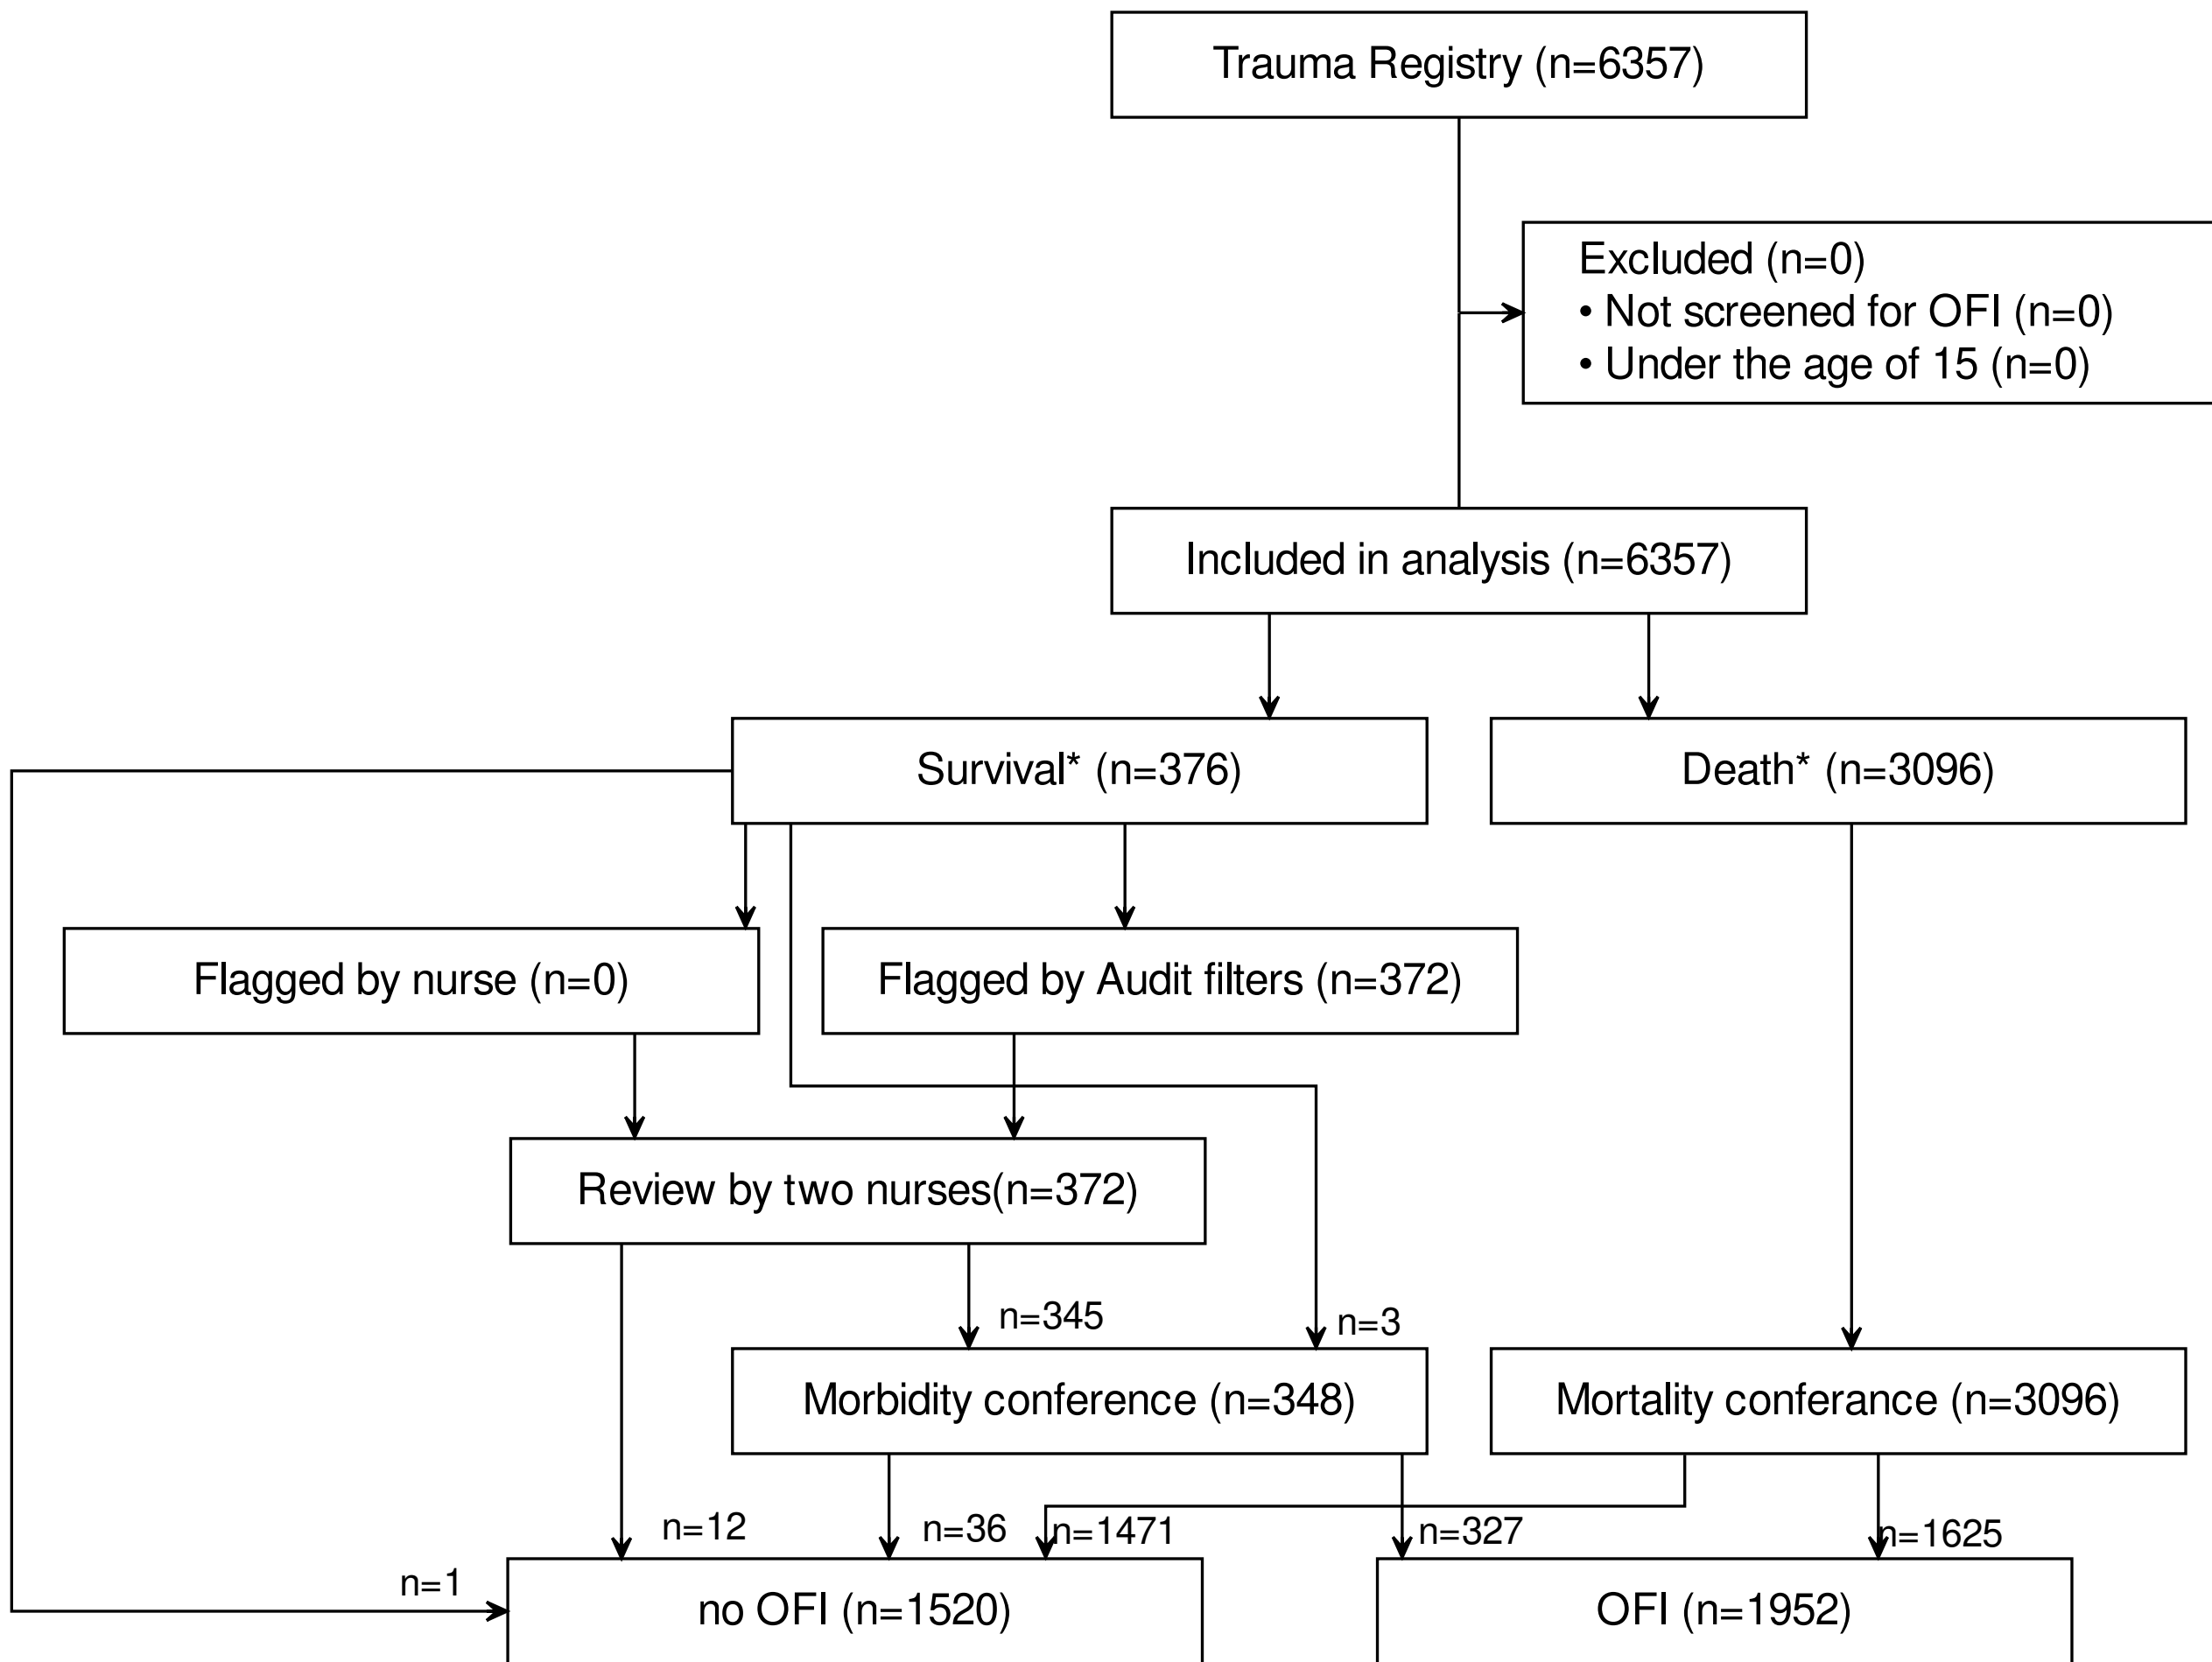 Trauma Registry (n=6357)
Excluded (n=0)
• Not screened for OFI (n=0)
• Under the age of 15 (n=0)
Included in analysis (n=6357)
Survival* (n=376)
Death* (n=3096)
Flagged by nurse (n=0)
Flagged by Audit filters (n=372)
Review by two nurses(n=372)
n=345
n=3
Morbidity conference (n=348)
Mortality conferance (n=3096)
n=12
n=36
n=1471
n=327
n=1625
n=1
no OFI (n=1520)
OFI (n=1952)